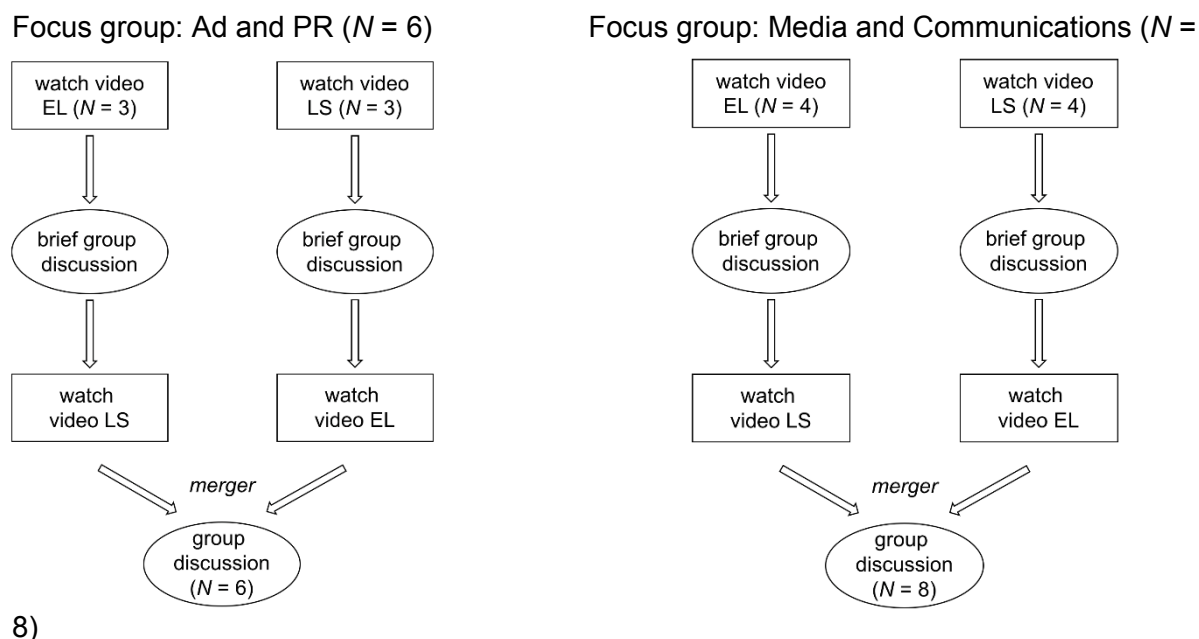 Focus group: Ad and PR (N = 6)
watch video
EL (N = 3)
watch video
LS (N = 3)
brief group
discussion
brief group
discussion
watch
video LS
watch
video EL
merger
group
discussion
(N = 6)
Focus group: Media and Communications (N =
8)
watch video
EL (N = 4)
watch video
LS (N = 4)
brief group
discussion
brief group
discussion
watch
video LS
watch
video EL
merger
group
discussion
(N = 8)